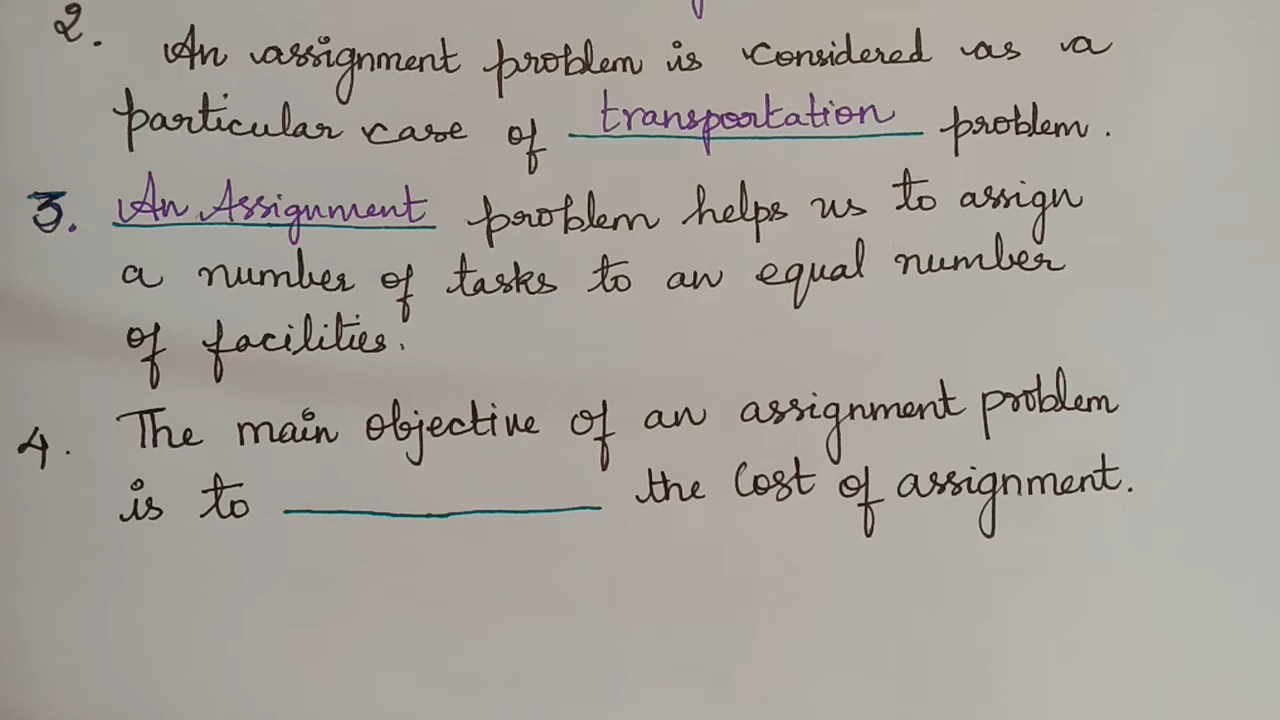 2. An assignment problem is considered as a
particular case of transportation problem.
3. An Assignment problem helps us to assign
a number of tasks to an equal number
of facilities.
4. The main objective of an assignment problem
is to __________ the cost of assignment.